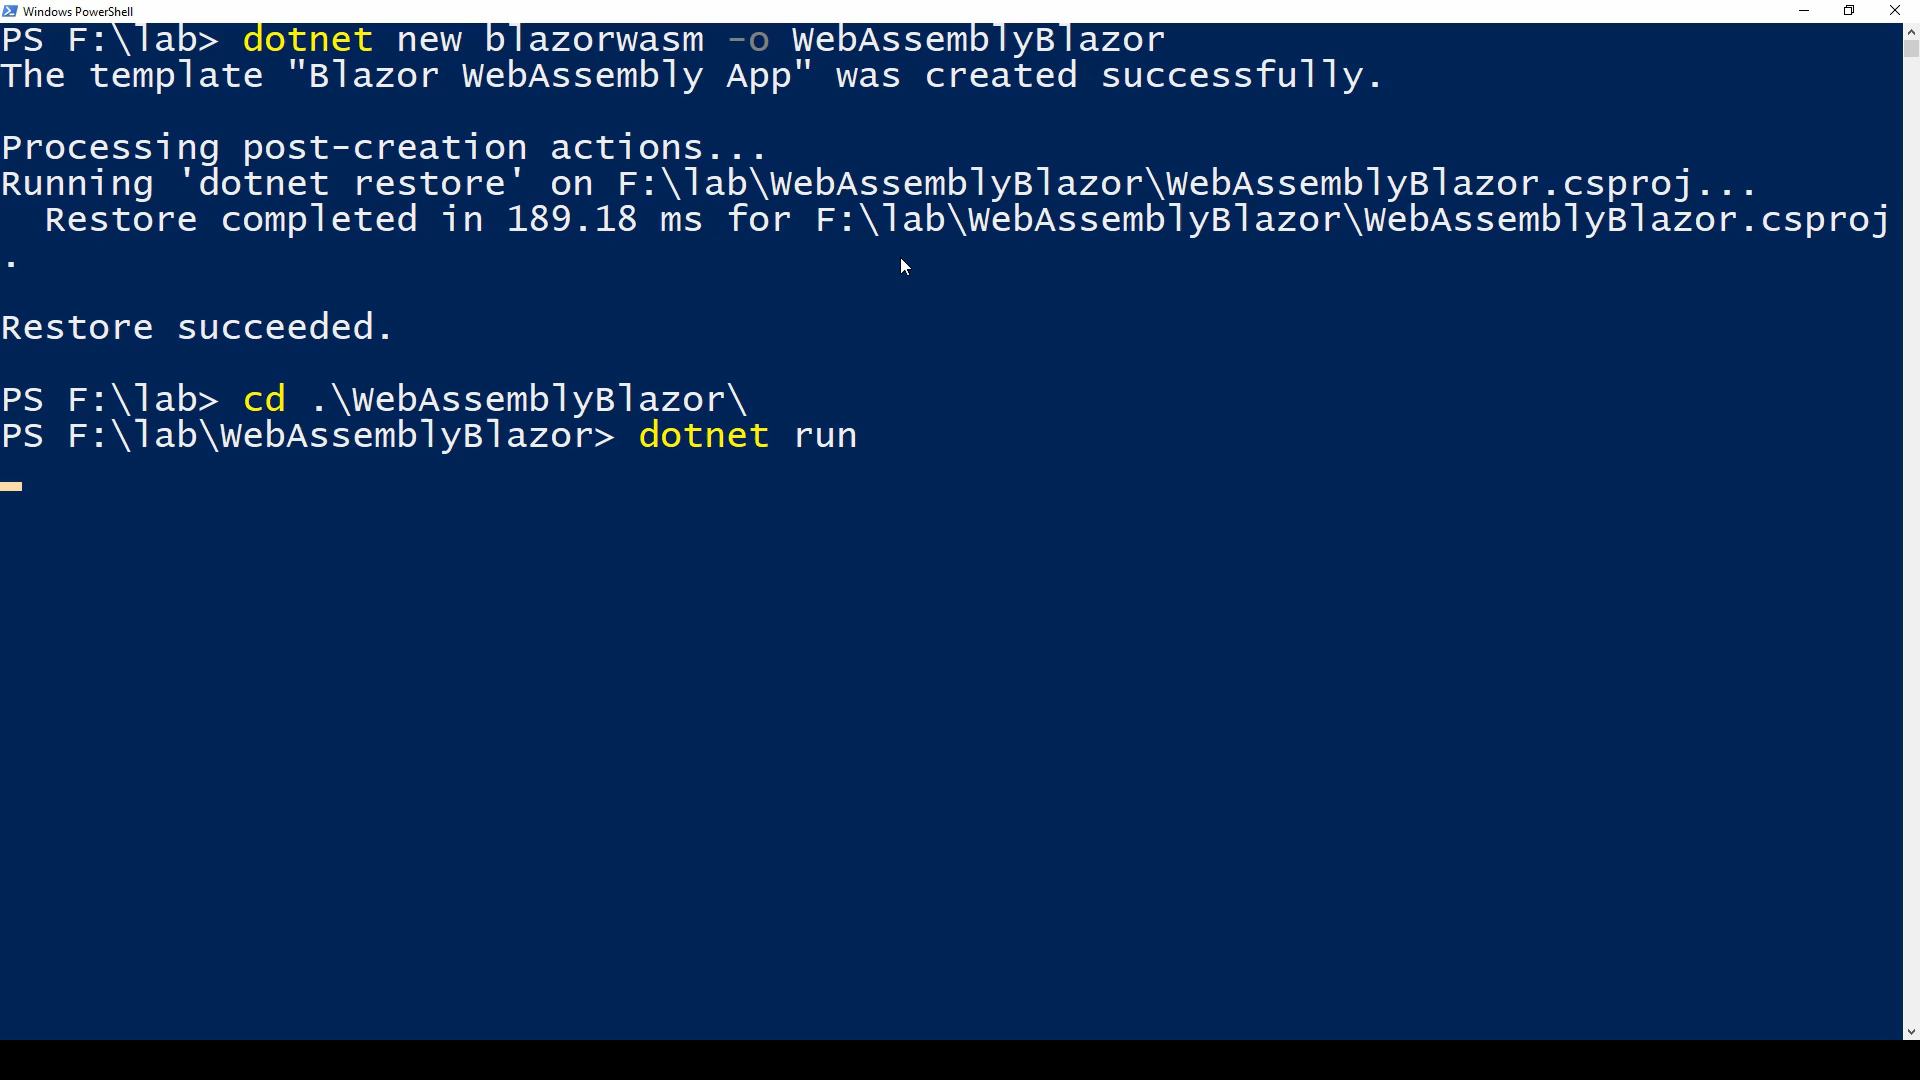 Windows PowerShell
PS F:\lab> dotnet new blazorwasm -o WebAssemblyBlazor
The template "Blazor WebAssembly App" was created successfully.
Processing post-creation actions...
Running 'dotnet restore' on F:\lab\WebAssemblyBlazor\WebAssemblyBlazor.csproj...
  Restore completed in 189.18 ms for F:\lab\WebAssemblyBlazor\WebAssemblyBlazor.csproj
.
Restore succeeded.
PS F:\lab> cd .\WebAssemblyBlazor\
PS F:\lab\WebAssemblyBlazor> dotnet run